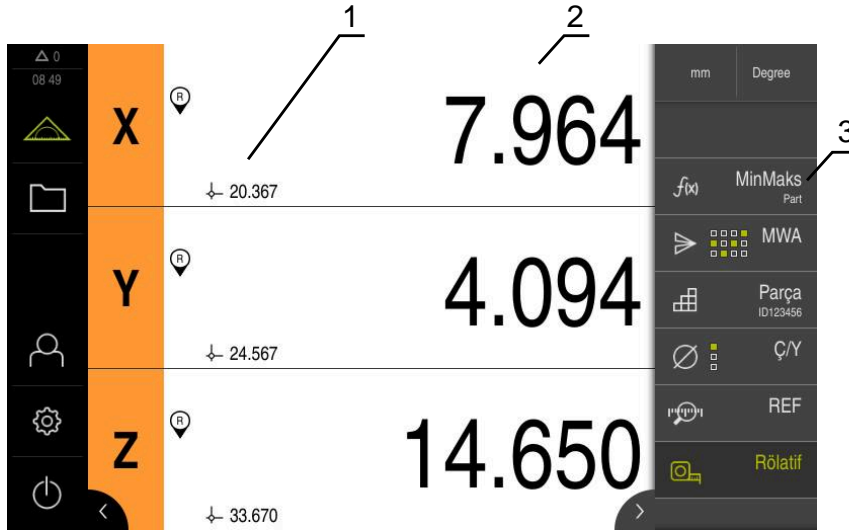 1
2
3
△ 0
08 49
X
R
7.964
20.367
Y
R
4.094
24.567
Z
R
14.650
33.670
mm
Degree
f(x)
MinMaks
Part
MWA
Parça
ID123456
Ç/Y
REF
Rölatif